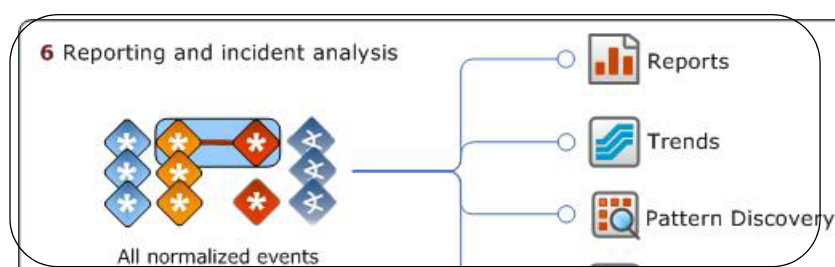 6 Reporting and incident analysis
Reports
Trends
Pattern Discovery
All normalized events